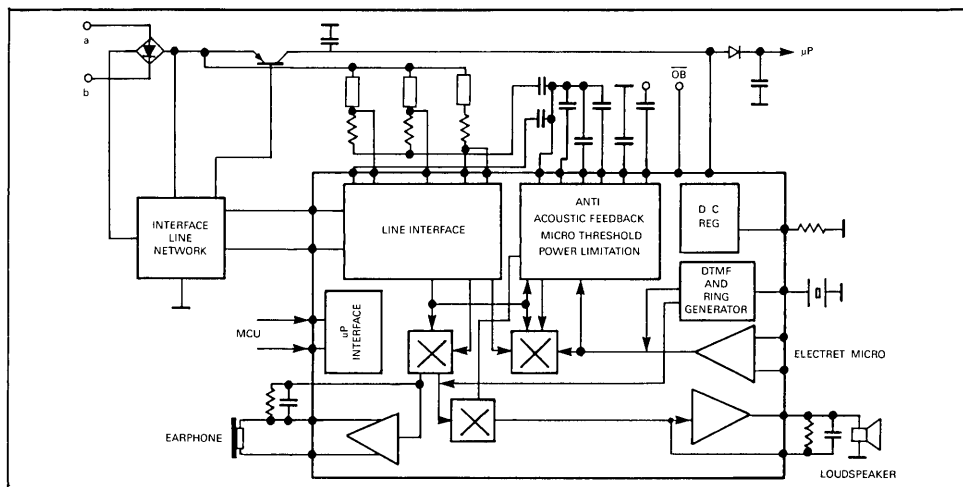 a
b
μP
OB
INTERFACE
LINE
NETWORK
LINE INTERFACE
ANTI
ACOUSTIC FEEDBACK
MICRO THRESHOLD
POWER LIMITATION
D C
REG
DTMF
AND
RING
GENERATOR
MCU
μP
INTERFACE
ELECTRET MICRO
EARPHONE
LOUDSPEAKER